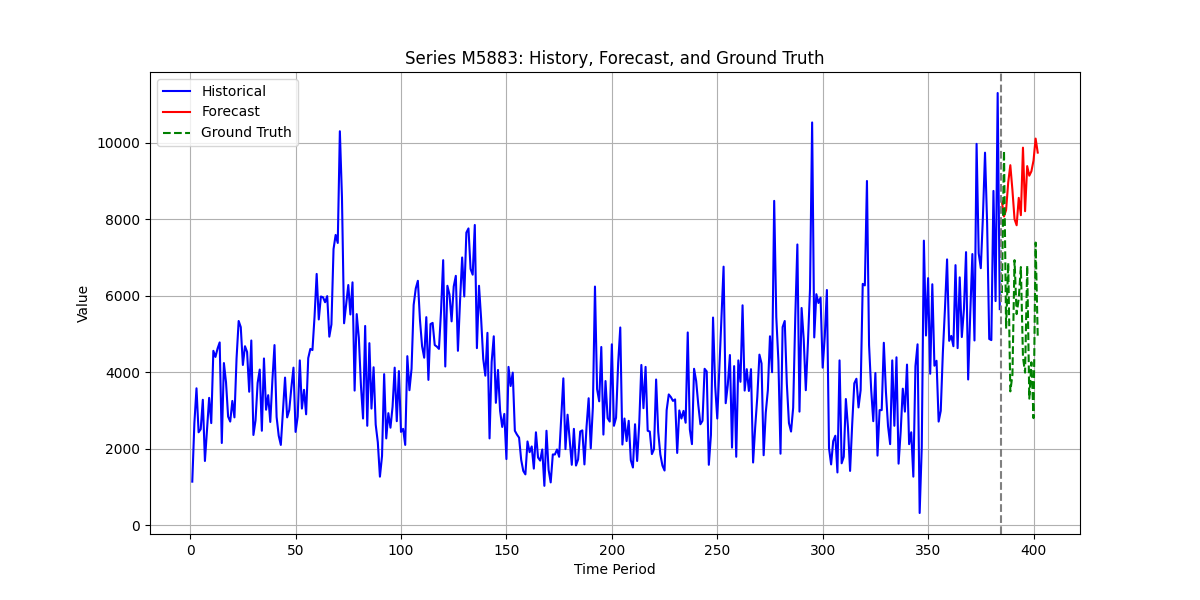 Series M5883: History, Forecast, and Ground Truth
Historical
Forecast
Ground Truth
10000
8000
6000
4000
2000
0
Value
0 50 100 150 200 250 300 350 400
Time Period